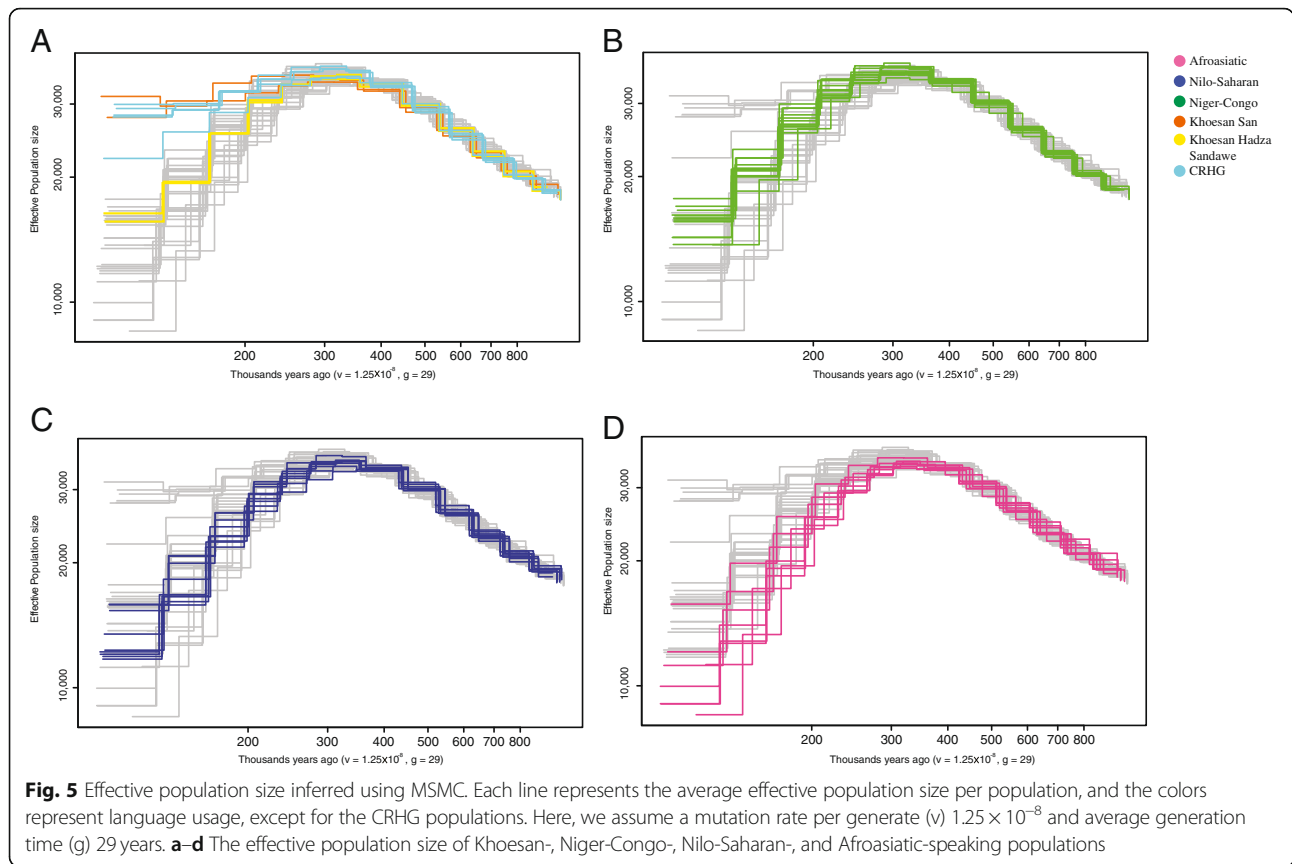 A
B
Effective Population size
30,000
20,000
10,000
200 300 400 500 600 700 800
Thousands years ago (v = 1.25x10⁻⁸, g = 29)
Effective Population size
30,000
20,000
10,000
200 300 400 500 600 700 800
Thousands years ago (v = 1.25x10⁻⁸, g = 29)
Afroasiatic
Nilo-Saharan
Niger-Congo
Khoesan San
Khoesan Hadza
Sandawe
CRHG
C
D
Effective Population size
30,000
20,000
10,000
200 300 400 500 600 700 800
Thousands years ago (v = 1.25x10⁻⁸, g = 29)
Effective Population size
30,000
20,000
10,000
200 300 400 500 600 700 800
Thousands years ago (v = 1.25x10⁻⁸, g = 29)
Fig. 5 Effective population size inferred using MSMC. Each line represents the average effective population size per population, and the colors
represent language usage, except for the CRHG populations. Here, we assume a mutation rate per generate (v) 1.25 × 10⁻⁸ and average generation
time (g) 29 years. a–d The effective population size of Khoesan-, Niger-Congo-, Nilo-Saharan-, and Afroasiatic-speaking populations